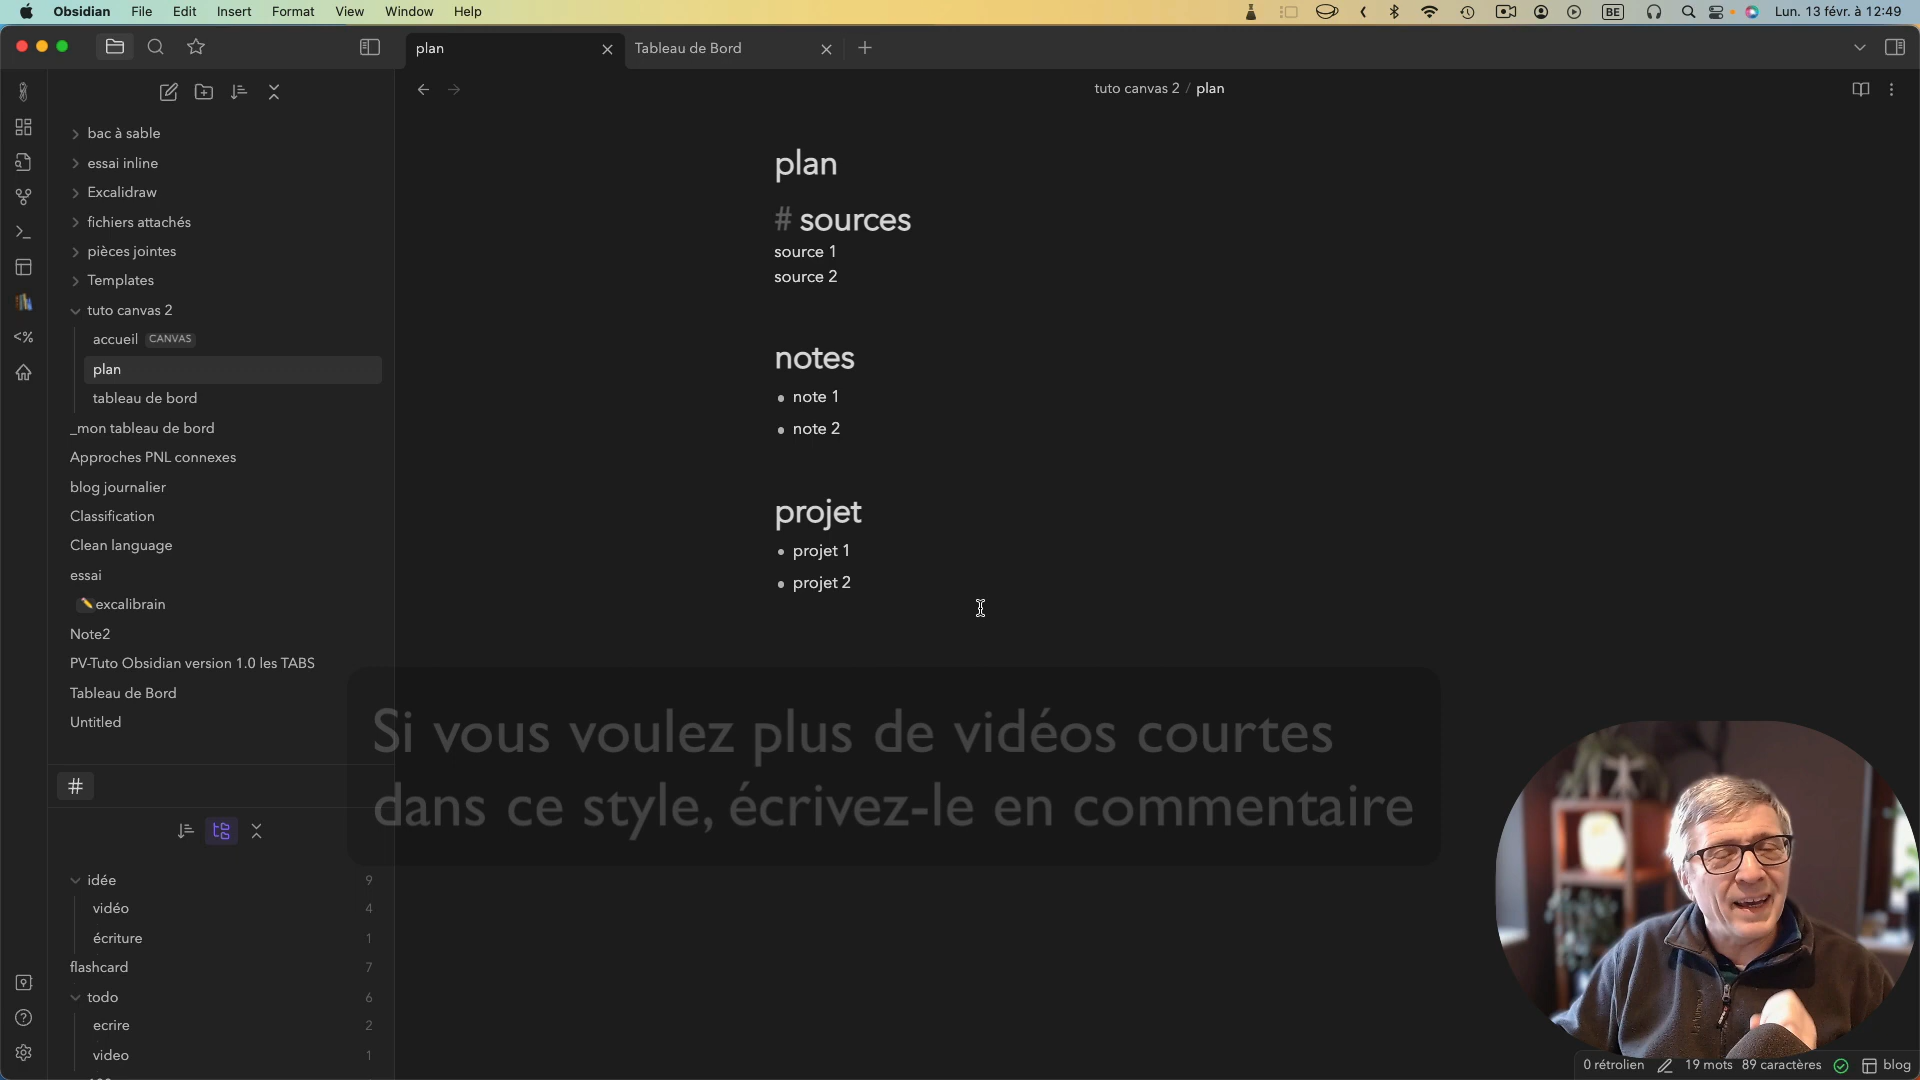 Obsidian File Edit Insert Format View Window Help
BE
Lun. 13 févr. à 12:49
plan
Tableau de Bord
tuto canvas 2 / plan
bac à sable
essai inline
Excalidraw
fichiers attachés
pièces jointes
Templates
tuto canvas 2
accueil CANVAS
plan
tableau de bord
_mon tableau de bord
Approches PNL connexes
blog journalier
Classification
Clean language
essai
excalibrain
Note2
PV-Tuto Obsidian version 1.0 les TABS
Tableau de Bord
Untitled
#
idée 9
vidéo 4
écriture 1
flashcard 7
todo 6
ecrire 2
video 1
<%
plan
# sources
source 1
source 2
notes
• note 1
• note 2
projet
• projet 1
• projet 2
Si vous voulez plus de vidéos courtes
dans ce style, écrivez-le en commentaire
0 rétrolien 19 mots 89 caractères blog